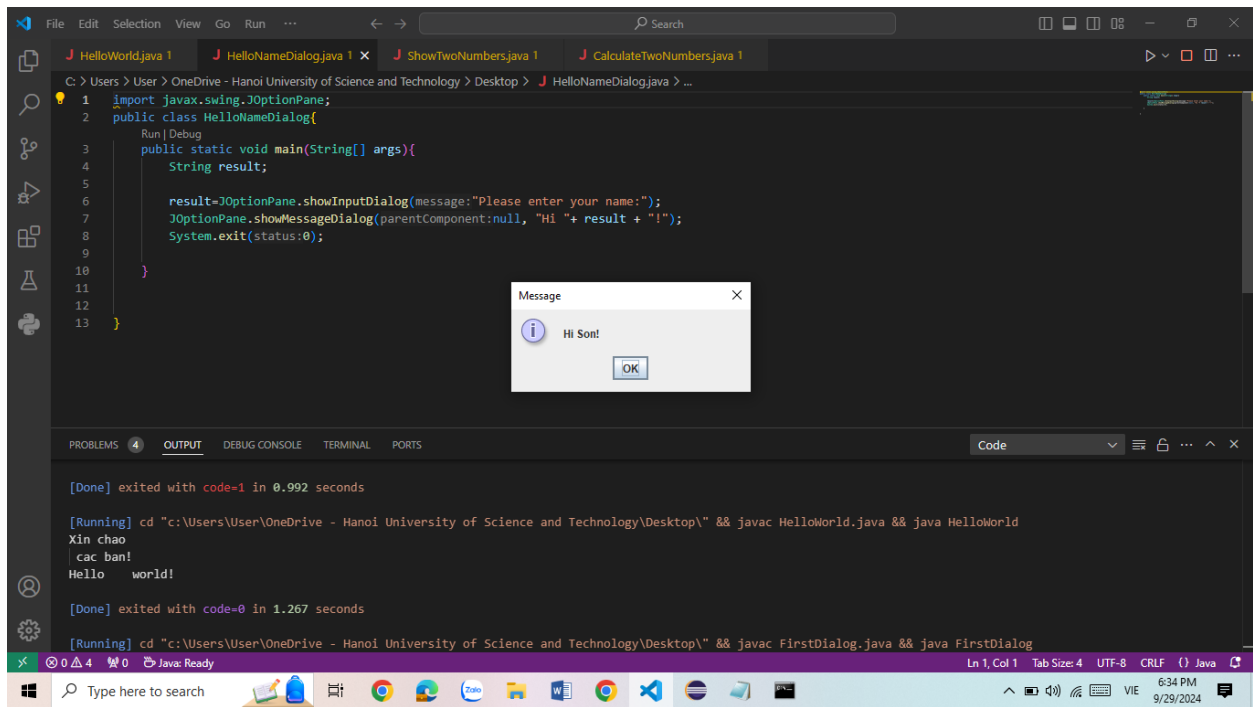 File Edit Selection View Go Run ··· Search
J HelloWorld.java 1 J HelloNameDialog.java 1 J ShowTwoNumbers.java 1 J CalculateTwoNumbers.java 1
C: > Users > User > OneDrive - Hanoi University of Science and Technology > Desktop > J HelloNameDialog.java > ...
1 import javax.swing.JOptionPane;
2 public class HelloNameDialog{
Run | Debug
3 public static void main(String[] args){
4 String result;
5
6 result=JOptionPane.showInputDialog(message:"Please enter your name:");
7 JOptionPane.showMessageDialog(parentComponent:null, "Hi "+ result + "!");
8 System.exit(status:0);
9
10 }
11
12
13 }
Message
i Hi Son!
OK
PROBLEMS 4 OUTPUT DEBUG CONSOLE TERMINAL PORTS Code
[Done] exited with code=1 in 0.992 seconds
[Running] cd "c:\Users\User\OneDrive - Hanoi University of Science and Technology\Desktop\" && javac HelloWorld.java && java HelloWorld
Xin chao
cac ban!
Hello world!
[Done] exited with code=0 in 1.267 seconds
[Running] cd "c:\Users\User\OneDrive - Hanoi University of Science and Technology\Desktop\" && javac FirstDialog.java && java FirstDialog
0 4 0 Java: Ready Ln 1, Col 1 Tab Size: 4 UTF-8 CRLF {} Java
Type here to search Zalo VIE 6:34 PM
9/29/2024